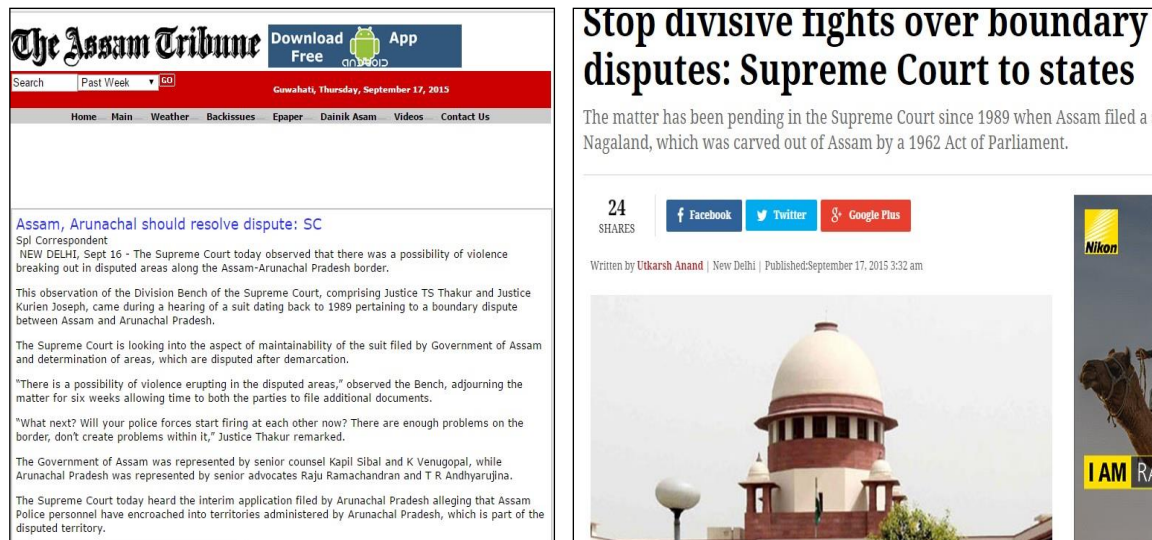 The Assam Tribune
Download App
Free android
Search Past Week GO
Guwahati, Thursday, September 17, 2015
Home Main Weather Backissues Epaper Dainik Asam Videos Contact Us
Assam, Arunachal should resolve dispute: SC
Spl Correspondent
NEW DELHI, Sept 16 - The Supreme Court today observed that there was a possibility of violence
breaking out in disputed areas along the Assam-Arunachal Pradesh border.
This observation of the Division Bench of the Supreme Court, comprising Justice TS Thakur and Justice
Kurien Joseph, came during a hearing of a suit dating back to 1989 pertaining to a boundary dispute
between Assam and Arunachal Pradesh.
The Supreme Court is looking into the aspect of maintainability of the suit filed by Government of Assam
and determination of areas, which are disputed after demarcation.
"There is a possibility of violence erupting in the disputed areas," observed the Bench, adjourning the
matter for six weeks allowing time to both the parties to file additional documents.
"What next? Will your police forces start firing at each other now? There are enough problems on the
border, don't create problems within it," Justice Thakur remarked.
The Government of Assam was represented by senior counsel Kapil Sibal and K Venugopal, while
Arunachal Pradesh was represented by senior advocates Raju Ramachandran and T R Andhyarujina.
The Supreme Court today heard the interim application filed by Arunachal Pradesh alleging that Assam
Police personnel have encroached into territories administered by Arunachal Pradesh, which is part of the
disputed territory.
Stop divisive fights over boundary
disputes: Supreme Court to states
The matter has been pending in the Supreme Court since 1989 when Assam filed a
Nagaland, which was carved out of Assam by a 1962 Act of Parliament.
24
SHARES
Facebook
Twitter
Google Plus
Written by Utkarsh Anand | New Delhi | Published:September 17, 2015 3:32 am
Nikon
I AM